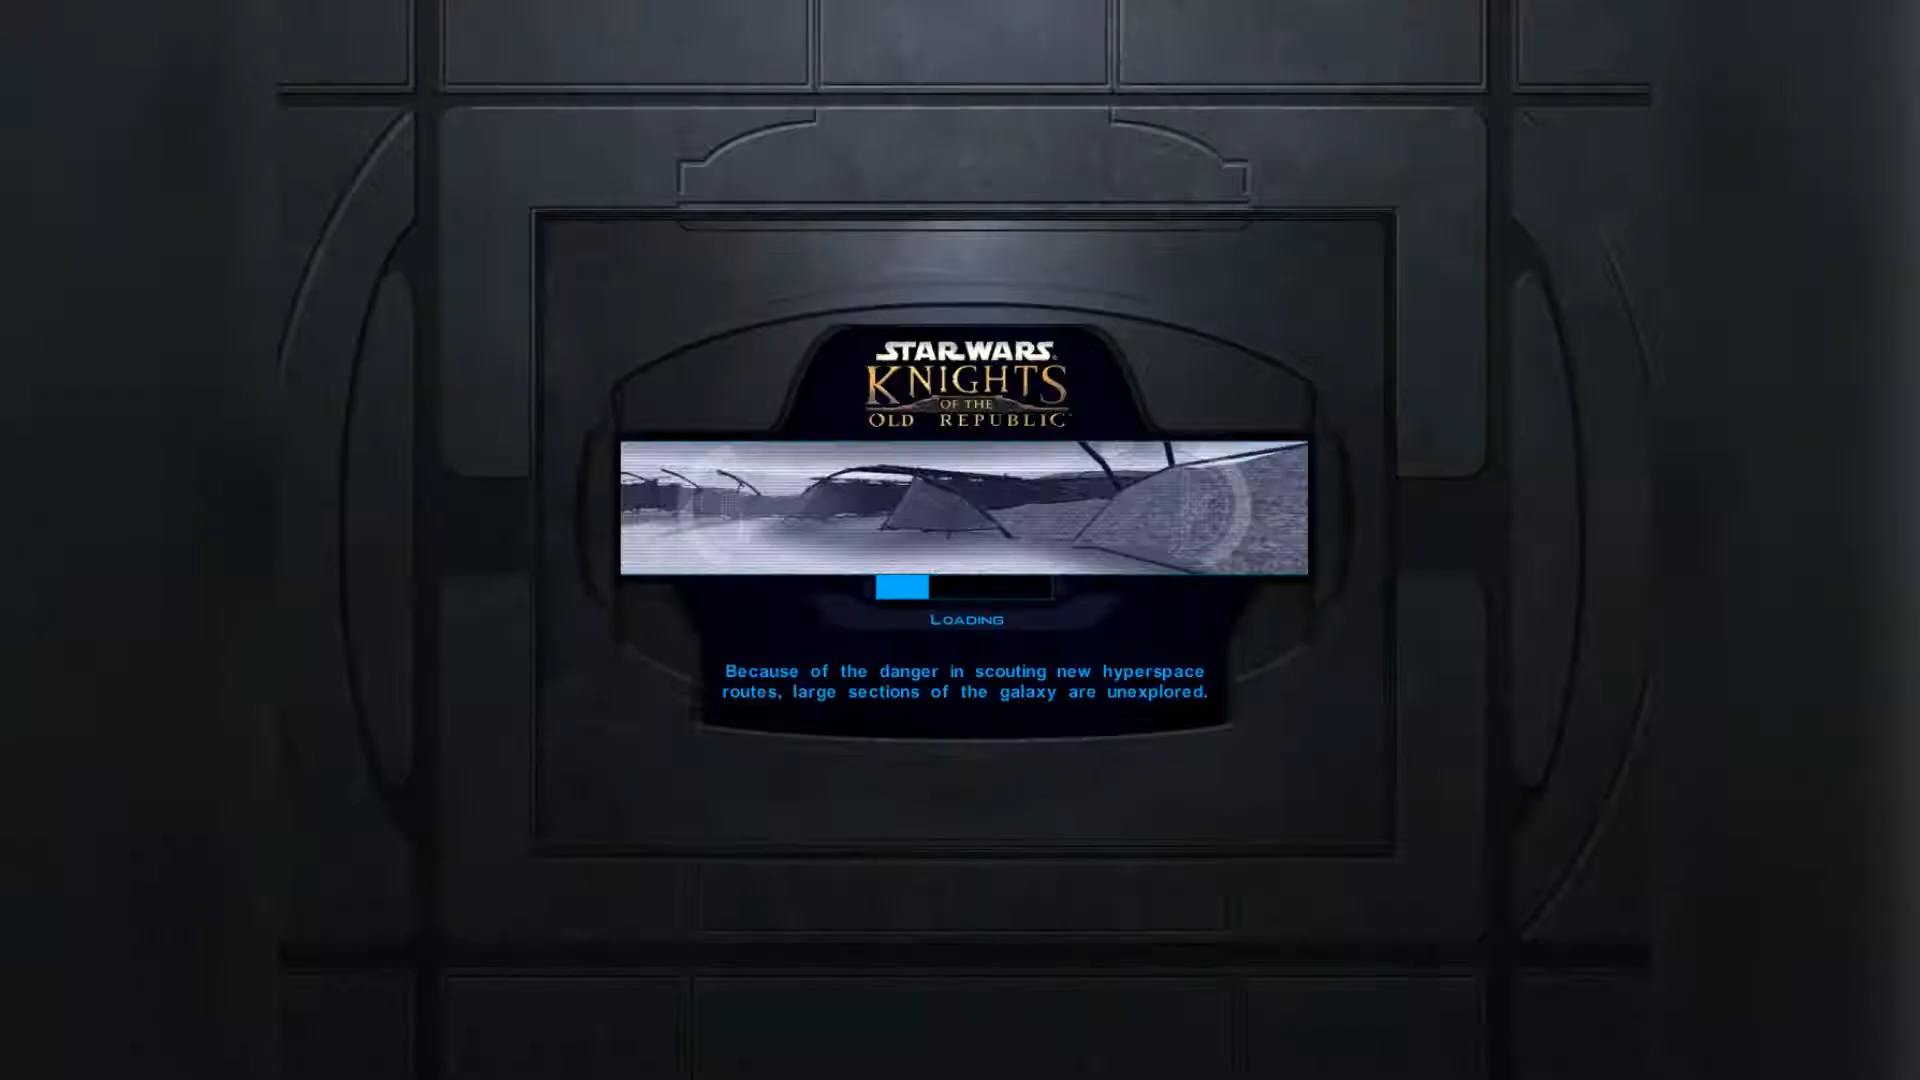 STAR WARS
KNIGHTS
OF THE
OLD REPUBLIC
LOADING
Because of the danger in scouting new hyperspace
routes, large sections of the galaxy are unexplored.